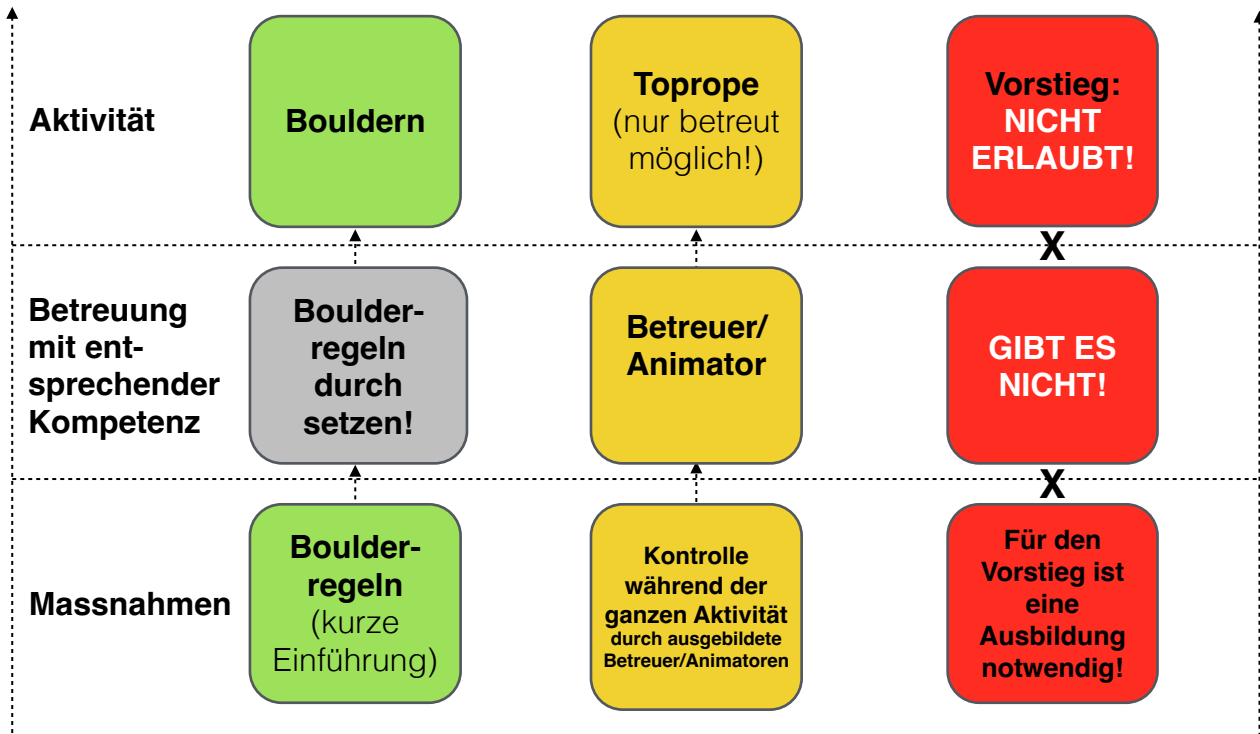 Aktivität
Bouldern
Toprope
(nur betreut
möglich!)
Vorstieg:
NICHT
ERLAUBT!
X
Betreuung
mit ent-
sprechender
Kompetenz
Boulder-
regeln
durch
setzen!
Betreuer/
Animator
GIBT ES
NICHT!
X
Massnahmen
Boulder-
regeln
(kurze
Einführung)
Kontrolle
während der
ganzen Aktivität
durch ausgebildete
Betreuer/Animatoren
Für den
Vorstieg ist
eine
Ausbildung
notwendig!